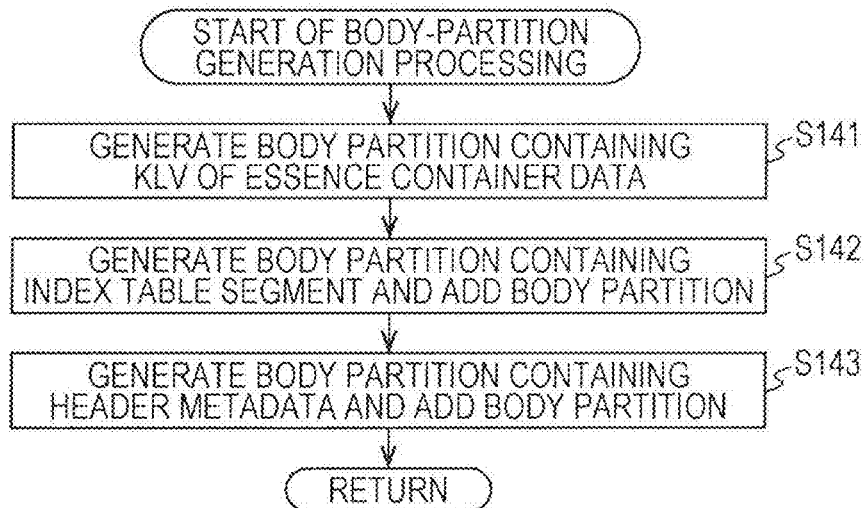 START OF BODY-PARTITION
GENERATION PROCESSING
GENERATE BODY PARTITION CONTAINING
KLV OF ESSENCE CONTAINER DATA
S141
GENERATE BODY PARTITION CONTAINING
INDEX TABLE SEGMENT AND ADD BODY PARTITION
S142
GENERATE BODY PARTITION CONTAINING
HEADER METADATA AND ADD BODY PARTITION
S143
RETURN